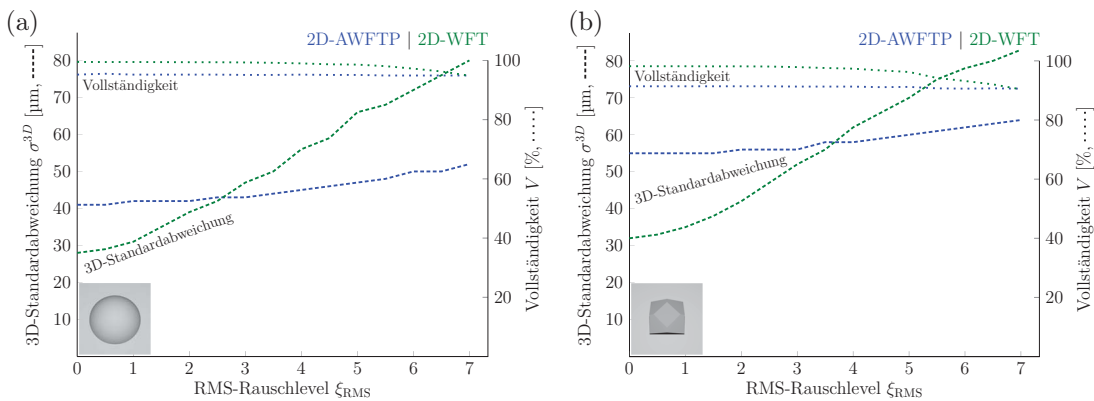 (a)
2D-AWFTP | 2D-WFT
80
70
60
50
40
30
20
10
3D-Standardabweichung σ³ᴰ [µm, -----]
Vollständigkeit
3D-Standardabweichung
100
80
60
40
20
Vollständigkeit V [%, ·····]
0 1 2 3 4 5 6 7
RMS-Rauschlevel ξRMS
(b)
2D-AWFTP | 2D-WFT
80
70
60
50
40
30
20
10
3D-Standardabweichung σ³ᴰ [µm, -----]
Vollständigkeit
3D-Standardabweichung
100
80
60
40
20
Vollständigkeit V [%, ·····]
0 1 2 3 4 5 6 7
RMS-Rauschlevel ξRMS